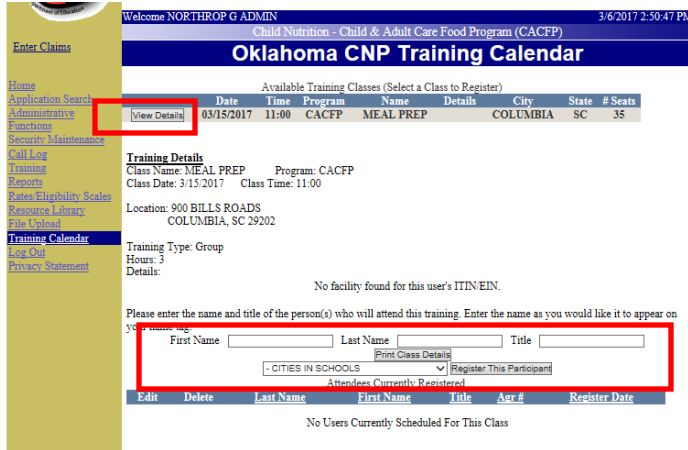 Department of Education
Welcome NORTHROP G ADMIN 3/6/2017 2:50:47 PM
Child Nutrition - Child & Adult Care Food Program (CACFP)
Oklahoma CNP Training Calendar
Enter Claims
Home
Application Search
Administrative
Functions
Security Maintenance
Call Log
Training
Reports
Rates/Eligibility Scales
Resource Library
File Upload
Training Calendar
Log Out
Privacy Statement
Available Training Classes (Select a Class to Register)
Date Time Program Name Details City State # Seats
View Details 03/15/2017 11:00 CACFP MEAL PREP COLUMBIA SC 35
Training Details
Class Name: MEAL PREP Program: CACFP
Class Date: 3/15/2017 Class Time: 11:00
Location: 900 BILLS ROADS
COLUMBIA, SC 29202
Training Type: Group
Hours: 3
Details:
No facility found for this user's ITIN/EIN.
Please enter the name and title of the person(s) who will attend this training. Enter the name as you would like it to appear on
your name tag.
First Name Last Name Title
Print Class Details
- CITIES IN SCHOOLS Register This Participant
Attendees Currently Registered
Edit Delete Last Name First Name Title Agr # Register Date
No Users Currently Scheduled For This Class